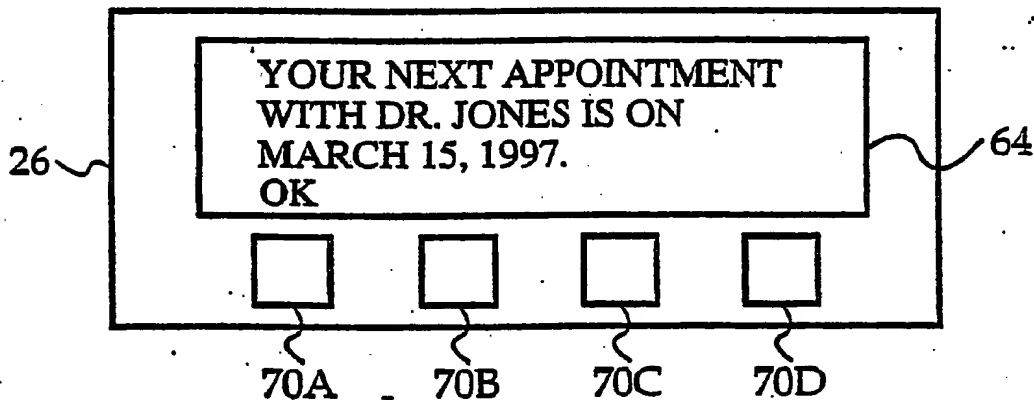 YOUR NEXT APPOINTMENT
WITH DR. JONES IS ON
MARCH 15, 1997.
OK
26
64
70A 70B 70C 70D